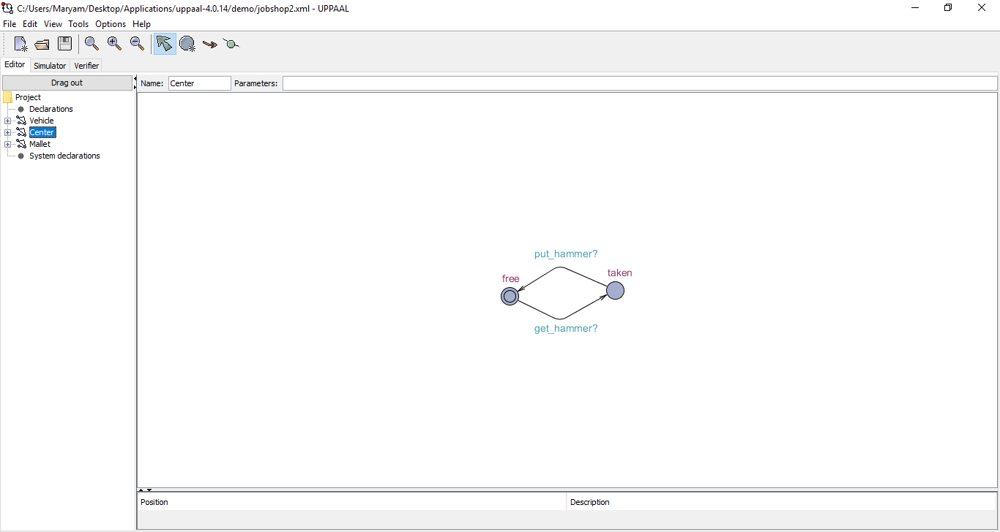 C:/Users/Maryam/Desktop/Applications/uppaal-4.0.14/demo/jobshop2.xml - UPPAAL
File Edit View Tools Options Help
Editor Simulator Verifier
Drag out
Name: Center Parameters:
Project
Declarations
Vehicle
Center
Mallet
System declarations
put_hammer?
taken
free
get_hammer?
Position Description